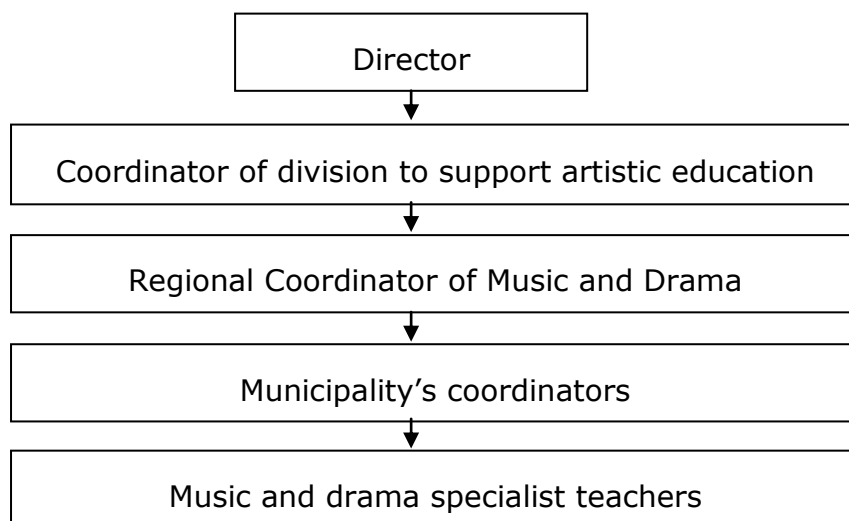 Director
Coordinator of division to support artistic education
Regional Coordinator of Music and Drama
Municipality’s coordinators
Music and drama specialist teachers